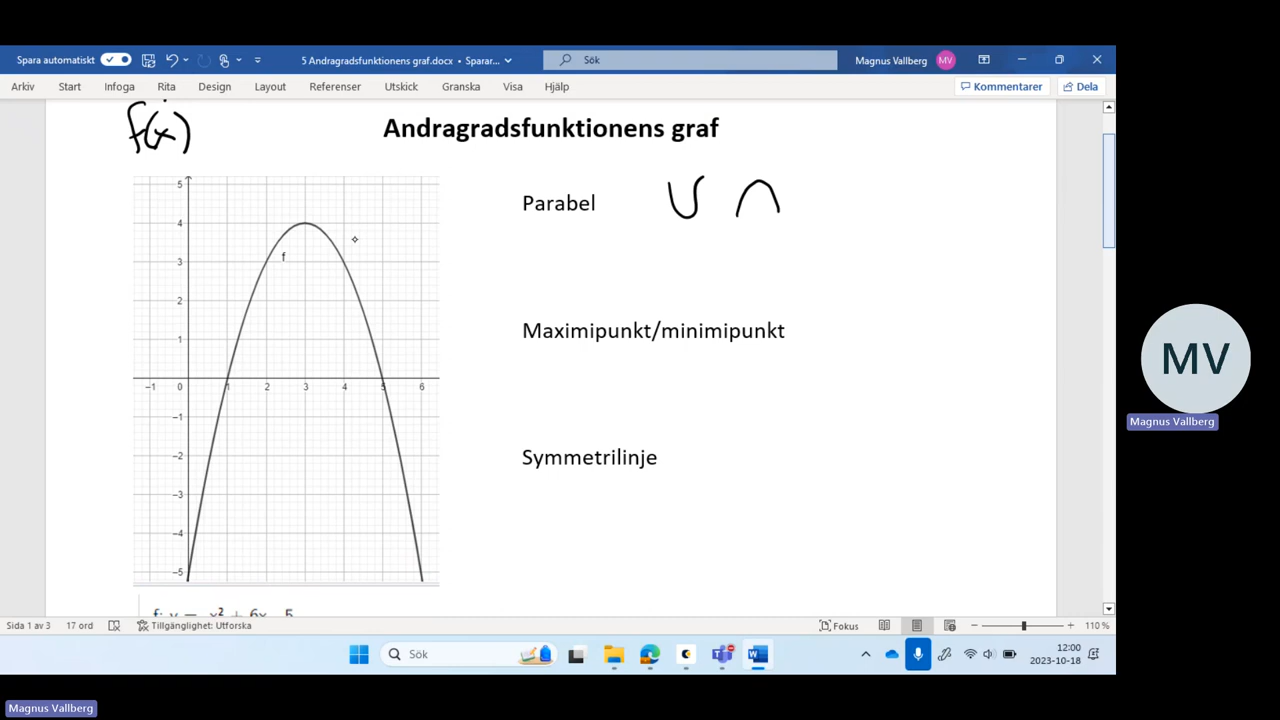 Spara automatiskt
5 Andragradsfunktionens graf.docx • Sparar...
Sök
Magnus Vallberg
MV
Arkiv Start Infoga Rita Design Layout Referenser Utskick Granska Visa Hjälp
Kommentarer
Dela
f(x)
Andragradsfunktionens graf
Parabel
Maximipunkt/minimipunkt
Symmetrilinje
5
4
3
2
1
−1 0 1 2 3 4 5 6
−1
−2
−3
−4
−5
f
MV
Magnus Vallberg
Sida 1 av 3 17 ord Tillgänglighet: Utforska
Fokus
110 %
Sök
12:00
2023-10-18
Magnus Vallberg